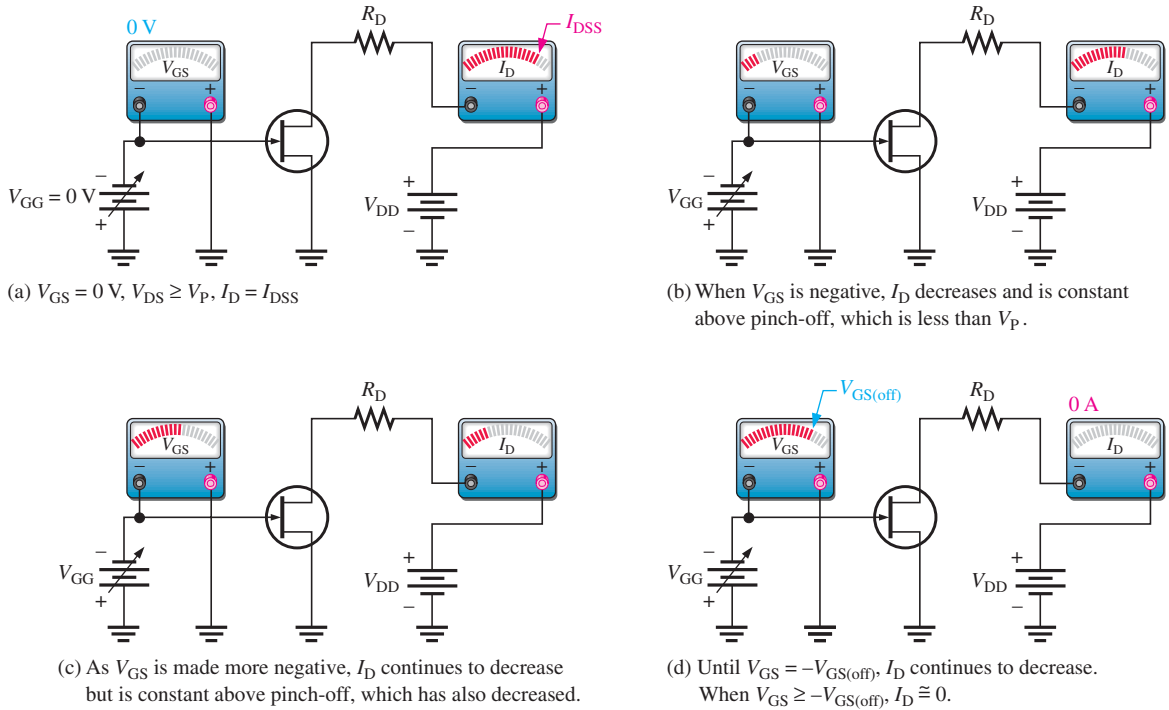 0 V
R_D
I_DSS
V_GS
I_D
–
+
–
+
–
V_GG = 0 V
+
+
V_DD
–
(a) V_GS = 0 V, V_DS ≥ V_P, I_D = I_DSS
R_D
V_GS
I_D
–
+
–
+
–
V_GG
+
+
V_DD
–
(b) When V_GS is negative, I_D decreases and is constant
above pinch-off, which is less than V_P.
R_D
V_GS
I_D
–
+
–
+
–
V_GG
+
+
V_DD
–
(c) As V_GS is made more negative, I_D continues to decrease
but is constant above pinch-off, which has also decreased.
R_D
V_GS(off)
0 A
V_GS
I_D
–
+
–
+
–
V_GG
+
+
V_DD
–
(d) Until V_GS = –V_GS(off), I_D continues to decrease.
When V_GS ≥ –V_GS(off), I_D ≅ 0.